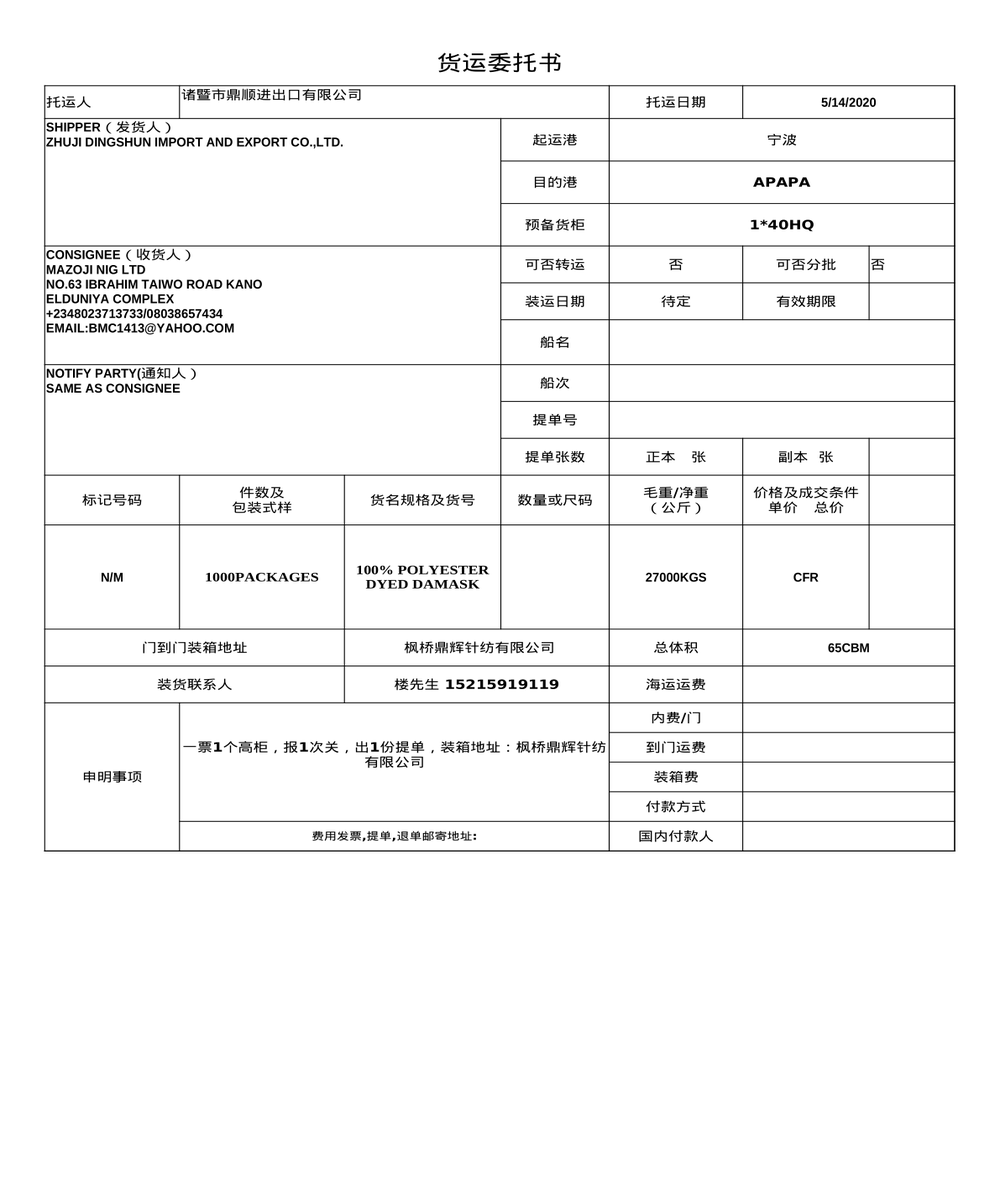 货运委托书
托运人
诸暨市鼎顺进出口有限公司
托运日期
5/14/2020
SHIPPER（发货人）
ZHUJI DINGSHUN IMPORT AND EXPORT CO.,LTD.
起运港
宁波
目的港
APAPA
预备货柜
1*40HQ
CONSIGNEE（收货人）
MAZOJI NIG LTD
NO.63 IBRAHIM TAIWO ROAD KANO
ELDUNIYA COMPLEX
+2348023713733/08038657434
EMAIL:BMC1413@YAHOO.COM
可否转运
否
可否分批
否
装运日期
待定
有效期限
船名
NOTIFY PARTY(通知人）
SAME AS CONSIGNEE
船次
提单号
提单张数
正本 张
副本 张
标记号码
件数及
包装式样
货名规格及货号
数量或尺码
毛重/净重
（公斤）
价格及成交条件
单价 总价
N/M
1000PACKAGES
100% POLYESTER
DYED DAMASK
27000KGS
CFR
门到门装箱地址
枫桥鼎辉针纺有限公司
总体积
65CBM
装货联系人
楼先生 15215919119
海运运费
申明事项
一票1个高柜，报1次关，出1份提单，装箱地址：枫桥鼎辉针纺
有限公司
内费/门
到门运费
装箱费
付款方式
费用发票,提单,退单邮寄地址:
国内付款人